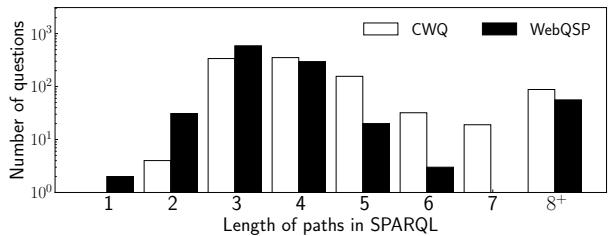 CWQ WebQSP
Number of questions
10^3
10^2
10^1
10^0
1 2 3 4 5 6 7 8^+
Length of paths in SPARQL